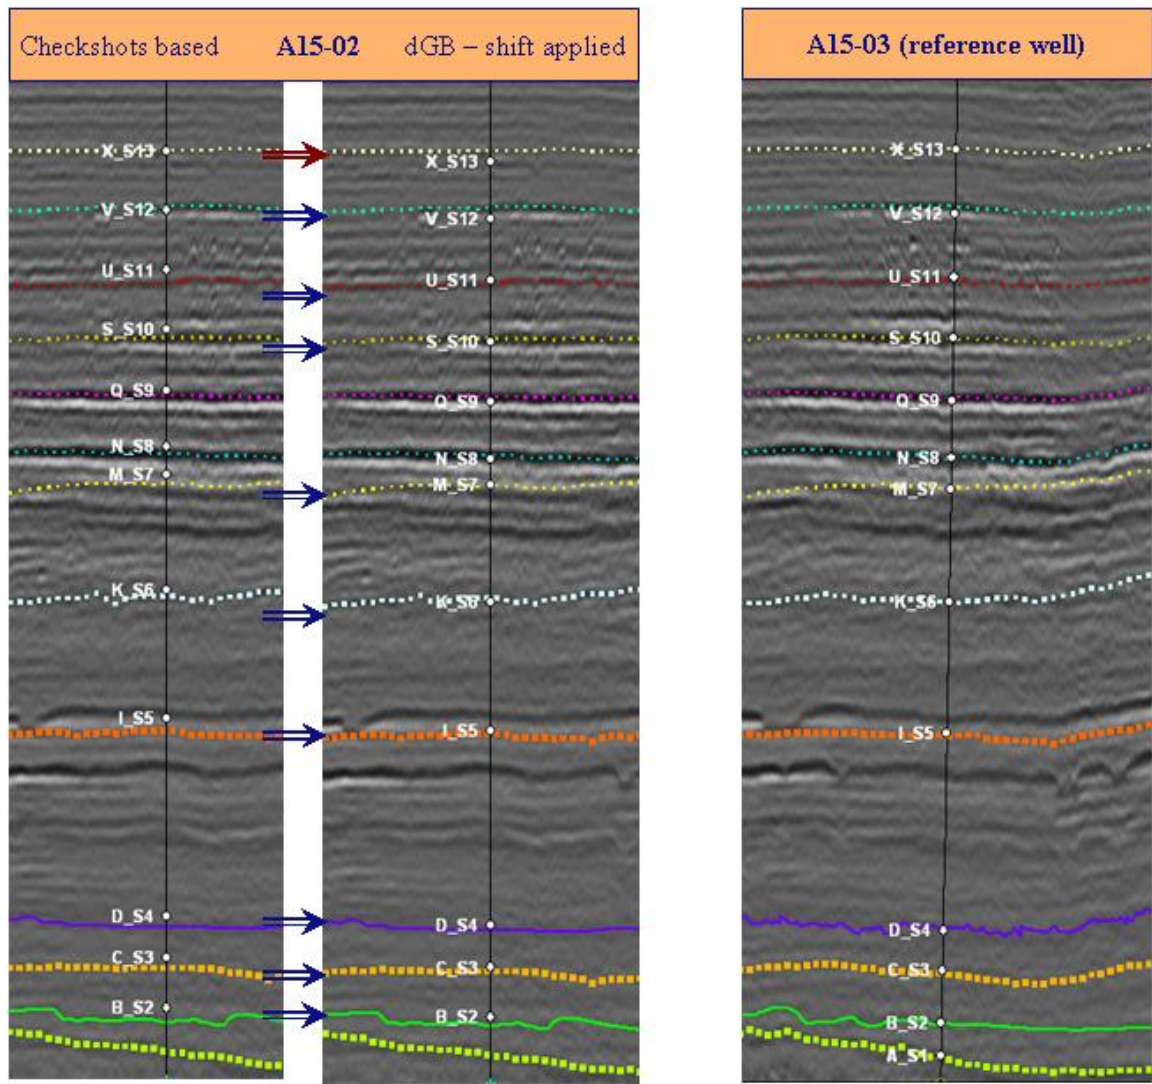 Checkshots based A15-02 dGB – shift applied
A15-03 (reference well)
X_S13
V_S12
U_S11
S_S10
Q_S9
N_S8
M_S7
K_S6
I_S5
D_S4
C_S3
B_S2
X_S13
V_S12
U_S11
S_S10
Q_S9
N_S8
M_S7
K_S6
I_S5
D_S4
C_S3
B_S2
X_S13
V_S12
U_S11
S_S10
Q_S9
N_S8
M_S7
K_S6
I_S5
D_S4
C_S3
B_S2
A_S1